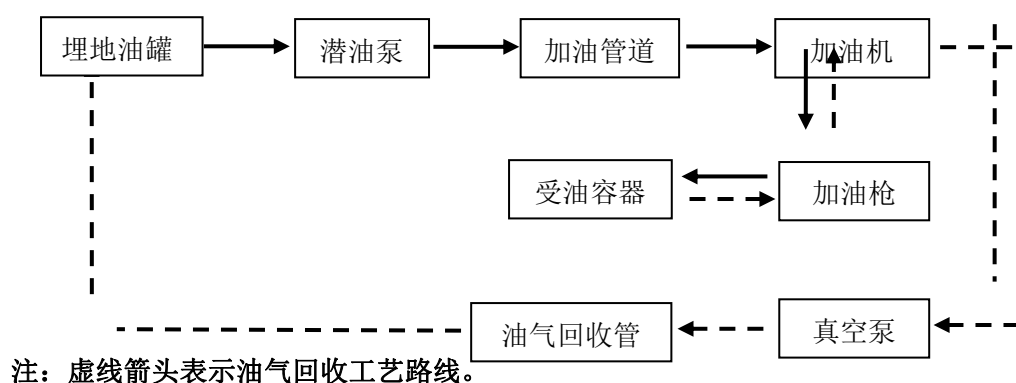 埋地油罐
潜油泵
加油管道
加油机
受油容器
加油枪
油气回收管
真空泵
注：虚线箭头表示油气回收工艺路线。